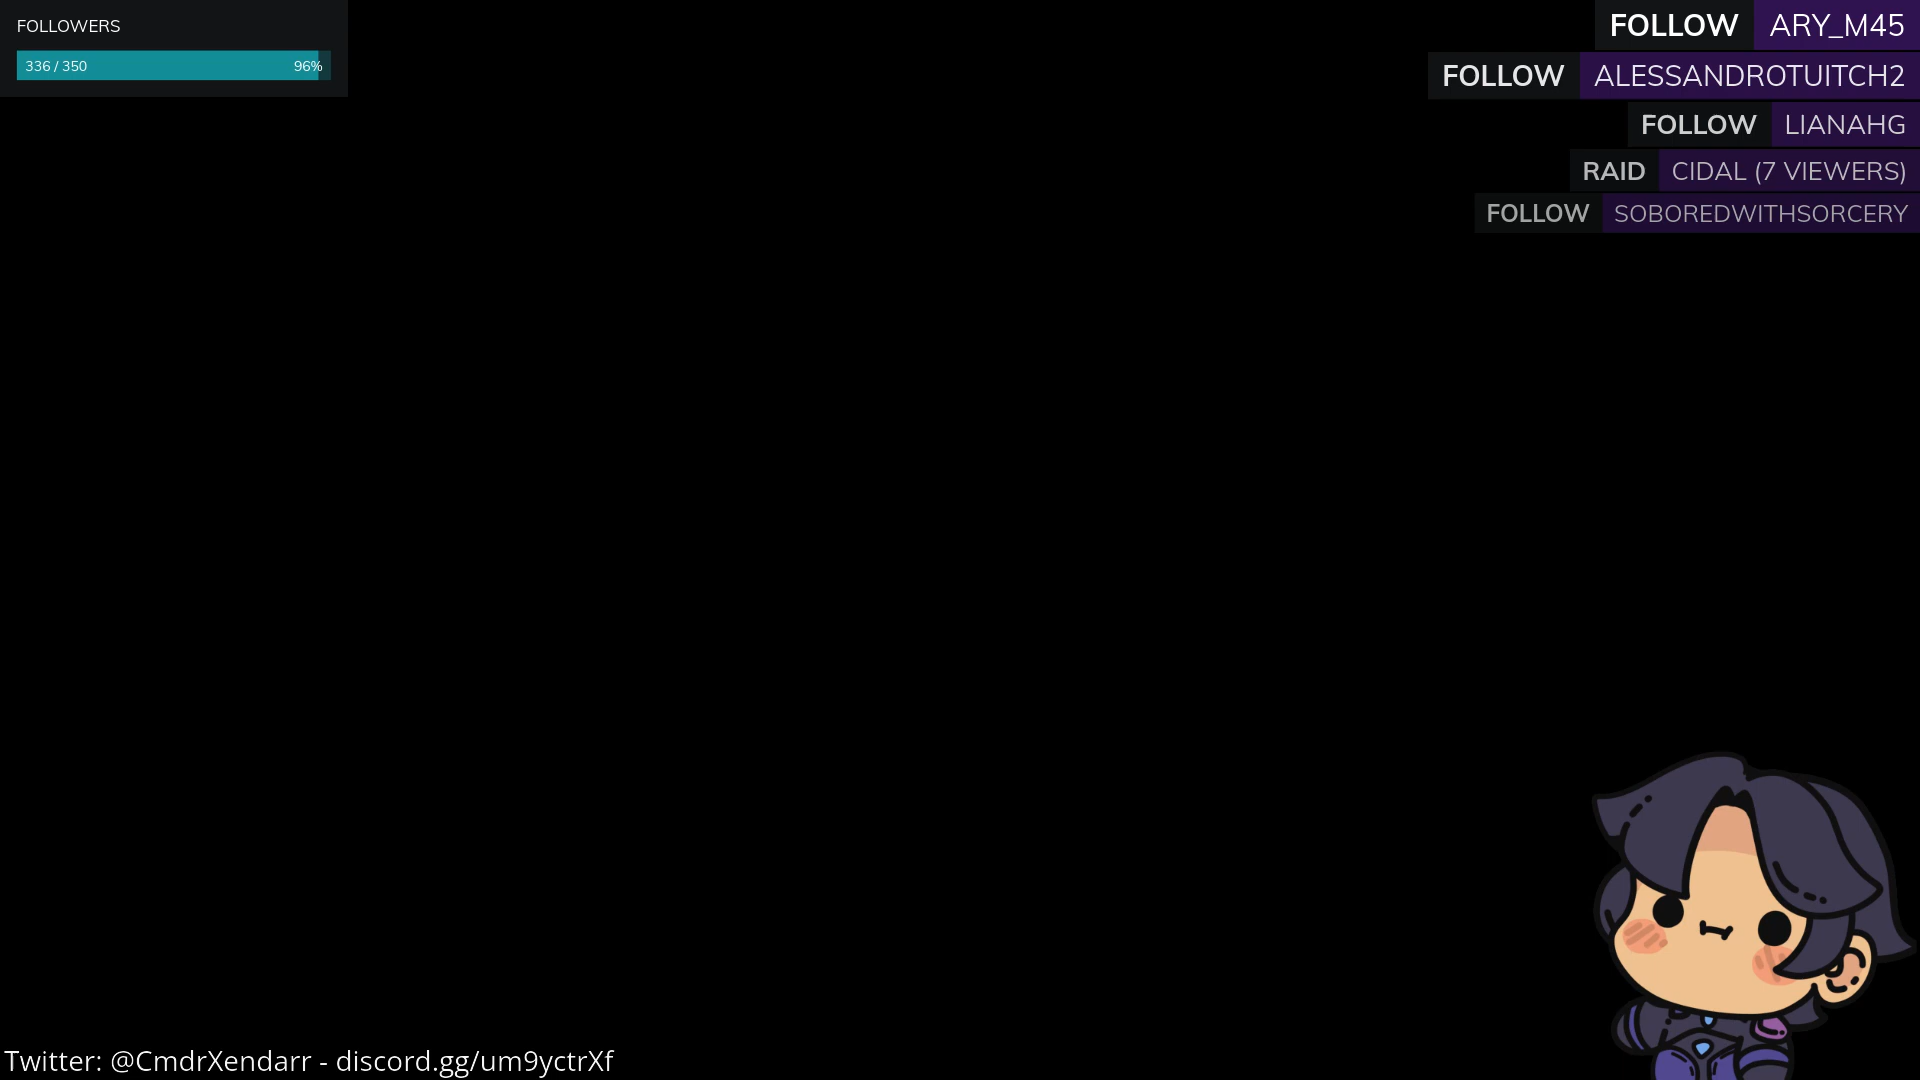 FOLLOWERS
336 / 350 96%
FOLLOW ARY_M45
FOLLOW ALESSANDROTUITCH2
FOLLOW LIANAHG
RAID CIDAL (7 VIEWERS)
FOLLOW SOBOREDWITHSORCERY
Twitter: @CmdrXendarr - discord.gg/um9yctrXf